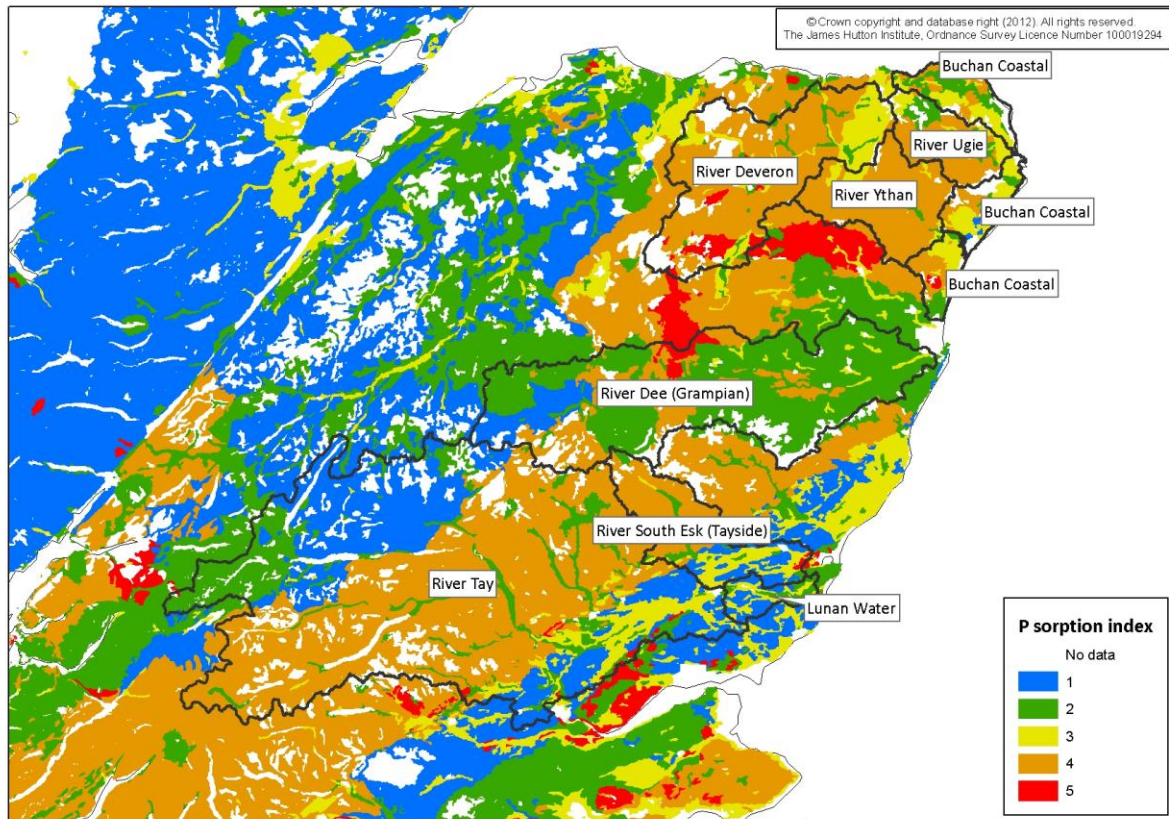 © Crown copyright and database right (2012). All rights reserved.
The James Hutton Institute, Ordnance Survey Licence Number 100019294
Buchan Coastal
River Ugie
River Deveron
River Ythan
Buchan Coastal
Buchan Coastal
River Dee (Grampian)
River South Esk (Tayside)
River Tay
Lunan Water
P sorption index
No data
1
2
3
4
5